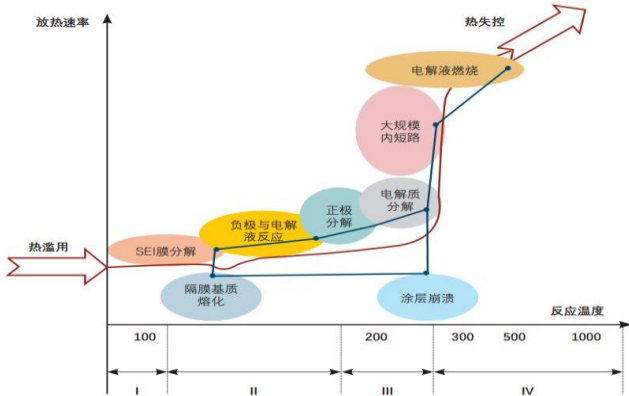 放热速率
热失控
电解液燃烧
大规模
内短路
电解质
分解
正极
分解
负极与电解
液反应
SEI膜分解
热滥用
隔膜基质
熔化
涂层崩溃
反应温度
100
200
300
500
1000
I
II
III
IV